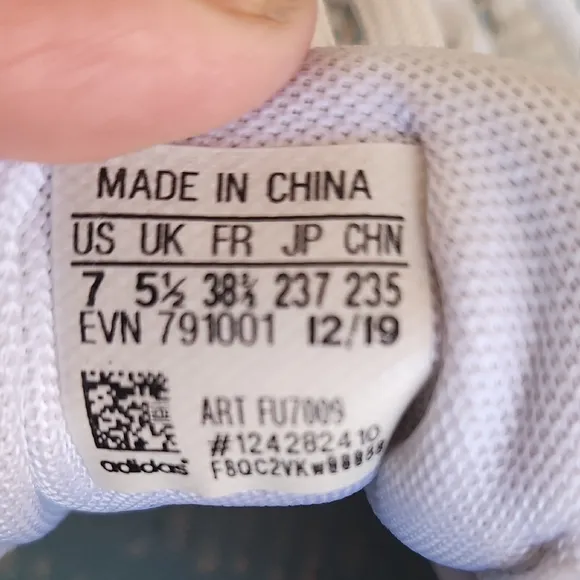 MADE IN CHINA
US UK FR JP CHN
7 5½ 38⅔ 237 235
EVN 791001 12/19
ART FU7009
#124282410
adidas